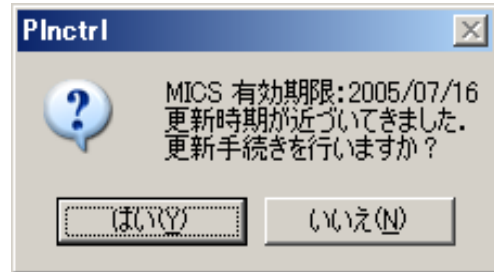 PInctrl
MICS 有効期限:2005/07/16
更新時期が近づいてきました.
更新手続きを行いますか？
はい(Y)
いいえ(N)